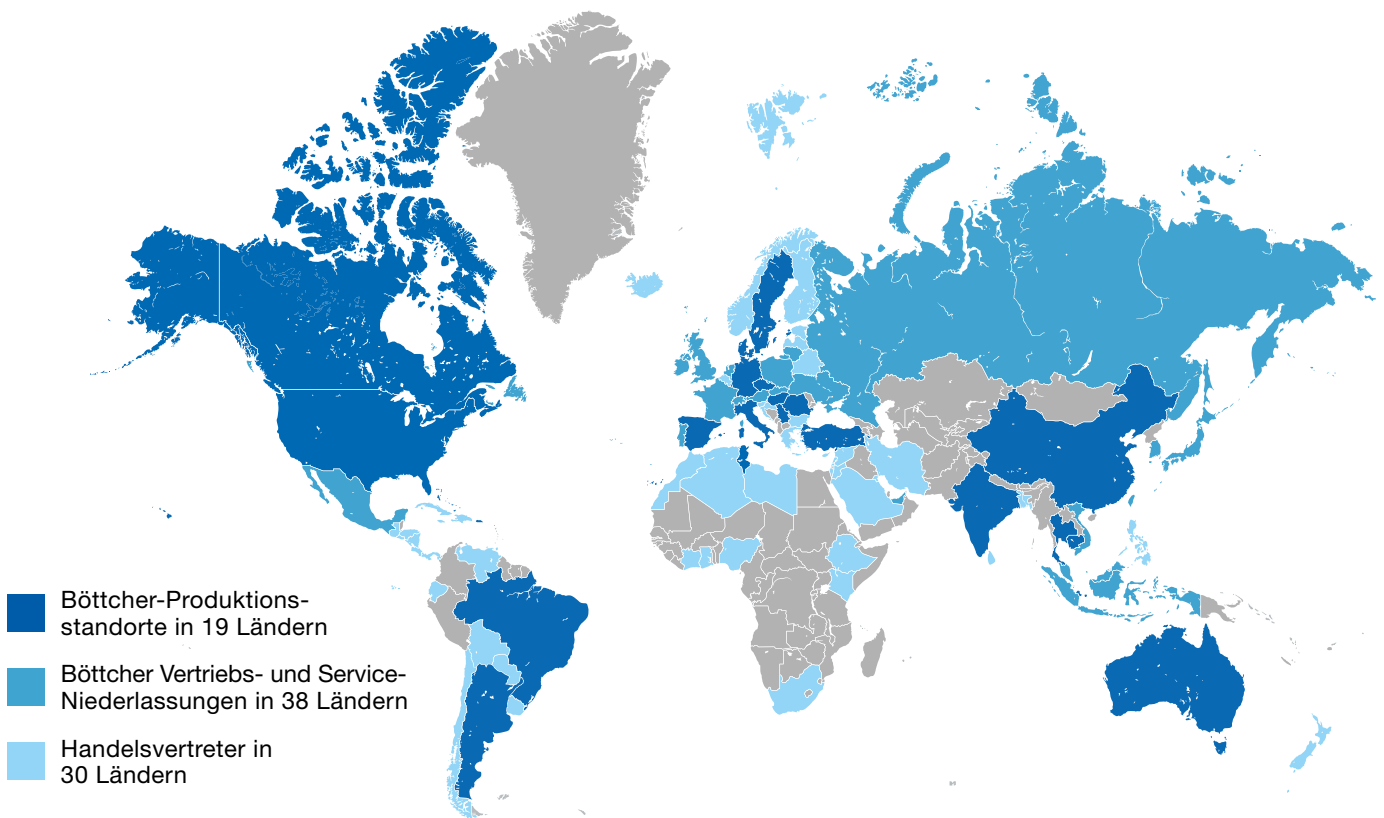 Böttcher-Produktions-
standorte in 19 Ländern
Böttcher Vertriebs- und Service-
Niederlassungen in 38 Ländern
Handelsvertreter in
30 Ländern